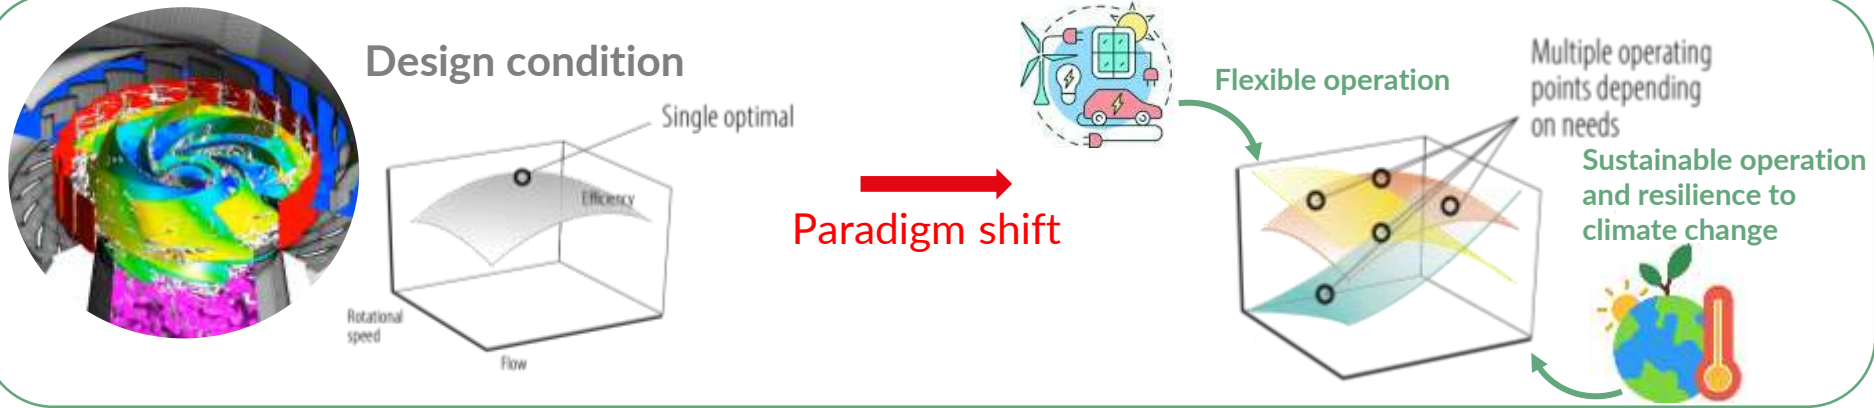 Design condition
Single optimal
Efficiency
Rotational
speed
Flow
Paradigm shift
Flexible operation
Multiple operating
points depending
on needs
Sustainable operation
and resilience to
climate change